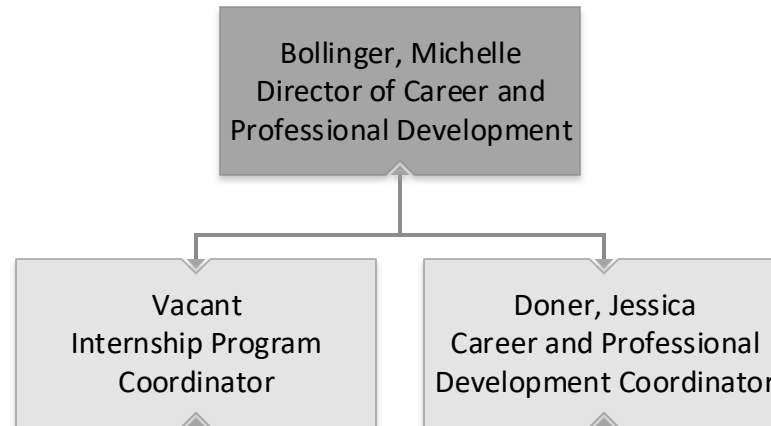 Bollinger, Michelle
Director of Career and
Professional Development
Vacant
Internship Program
Coordinator
Doner, Jessica
Career and Professional
Development Coordinator